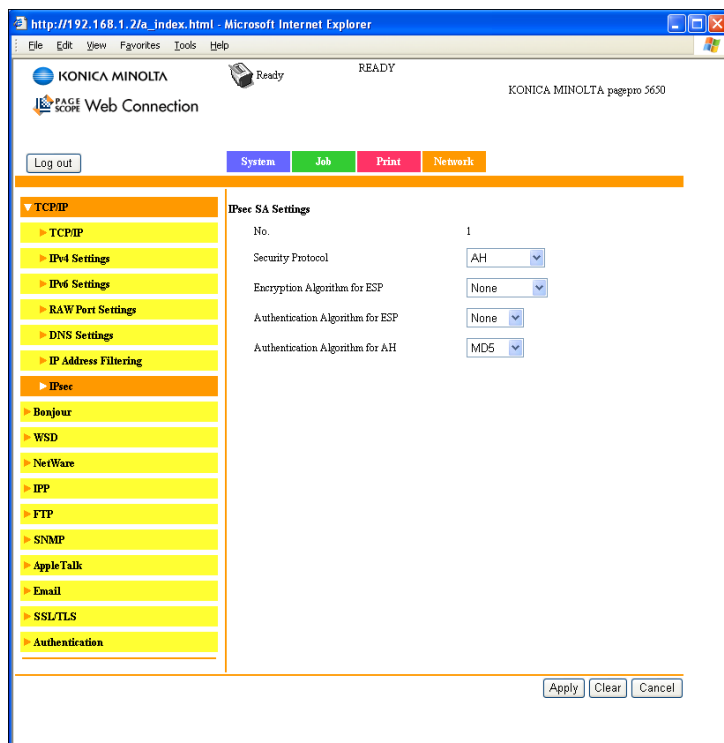 http://192.168.1.2/a_index.html - Microsoft Internet Explorer
File Edit View Favorites Tools Help
KONICA MINOLTA
Ready
READY
KONICA MINOLTA pagepro 5650
PAGE SCOPE Web Connection
Log out
System Job Print Network
TCP/IP
TCP/IP
IPv4 Settings
IPv6 Settings
RAW Port Settings
DNS Settings
IP Address Filtering
IPsec
Bonjour
WSD
NetWare
IPP
FTP
SNMP
AppleTalk
Email
SSL/TLS
Authentication
IPsec SA Settings
No. 1
Security Protocol AH
Encryption Algorithm for ESP None
Authentication Algorithm for ESP None
Authentication Algorithm for AH MD5
Apply Clear Cancel